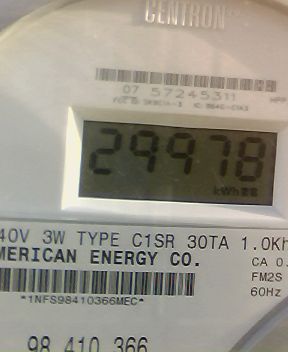 CENTRON®
07 57245311
29978
kWh
40V 3W TYPE C1SR 30TA 1.0Kh
MERICAN ENERGY CO.
CA 0.
FM2S
*1NFS98410366MEC*
60Hz
98 410 366